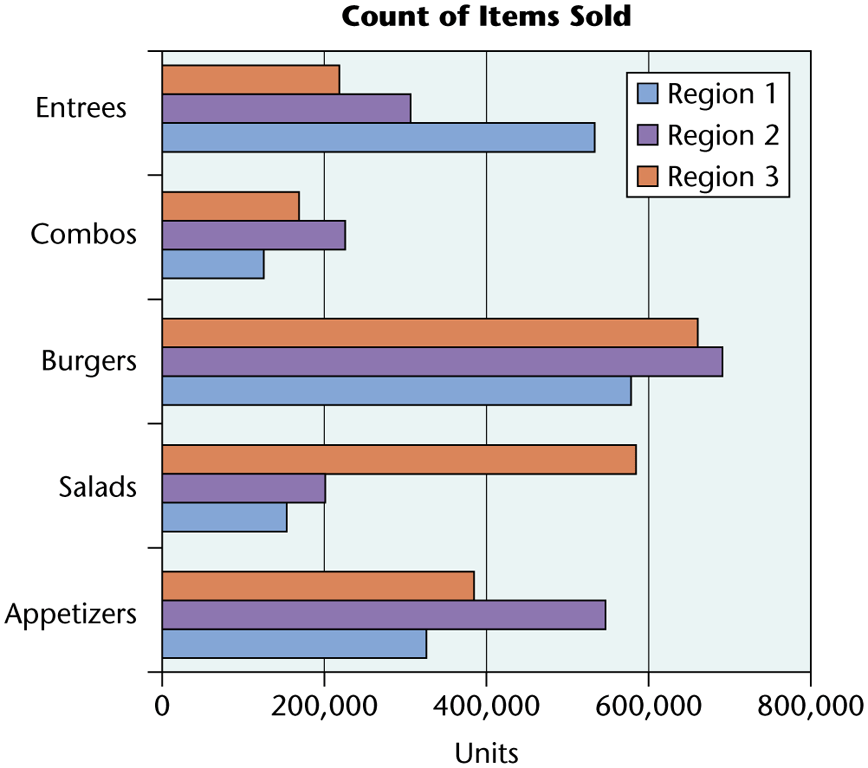 Count of Items Sold
Entrees
Combos
Burgers
Salads
Appetizers
Region 1
Region 2
Region 3
0 200,000 400,000 600,000 800,000
Units